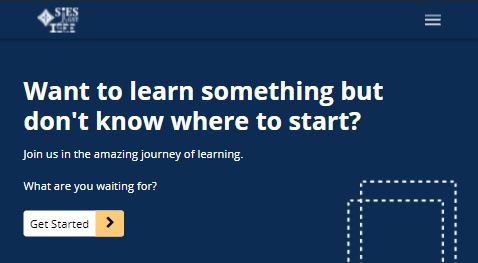 SIES
GST
Want to learn something but
don't know where to start?
Join us in the amazing journey of learning.
What are you waiting for?
Get Started